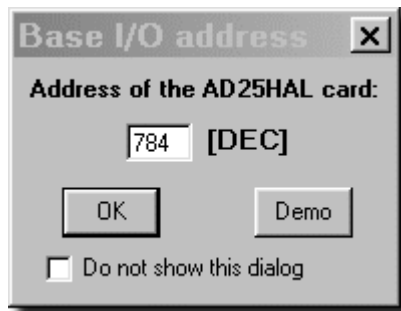 Base I/O address
Address of the AD25HAL card:
784 [DEC]
OK Demo
Do not show this dialog